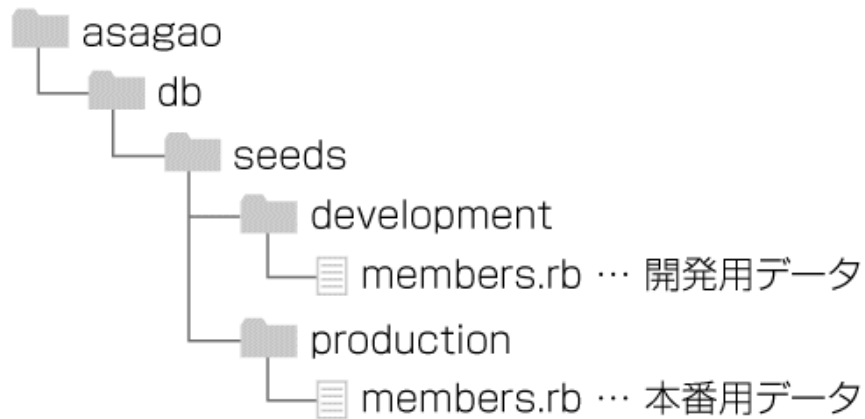 asagao
db
seeds
development
members.rb … 開発用データ
production
members.rb … 本番用データ